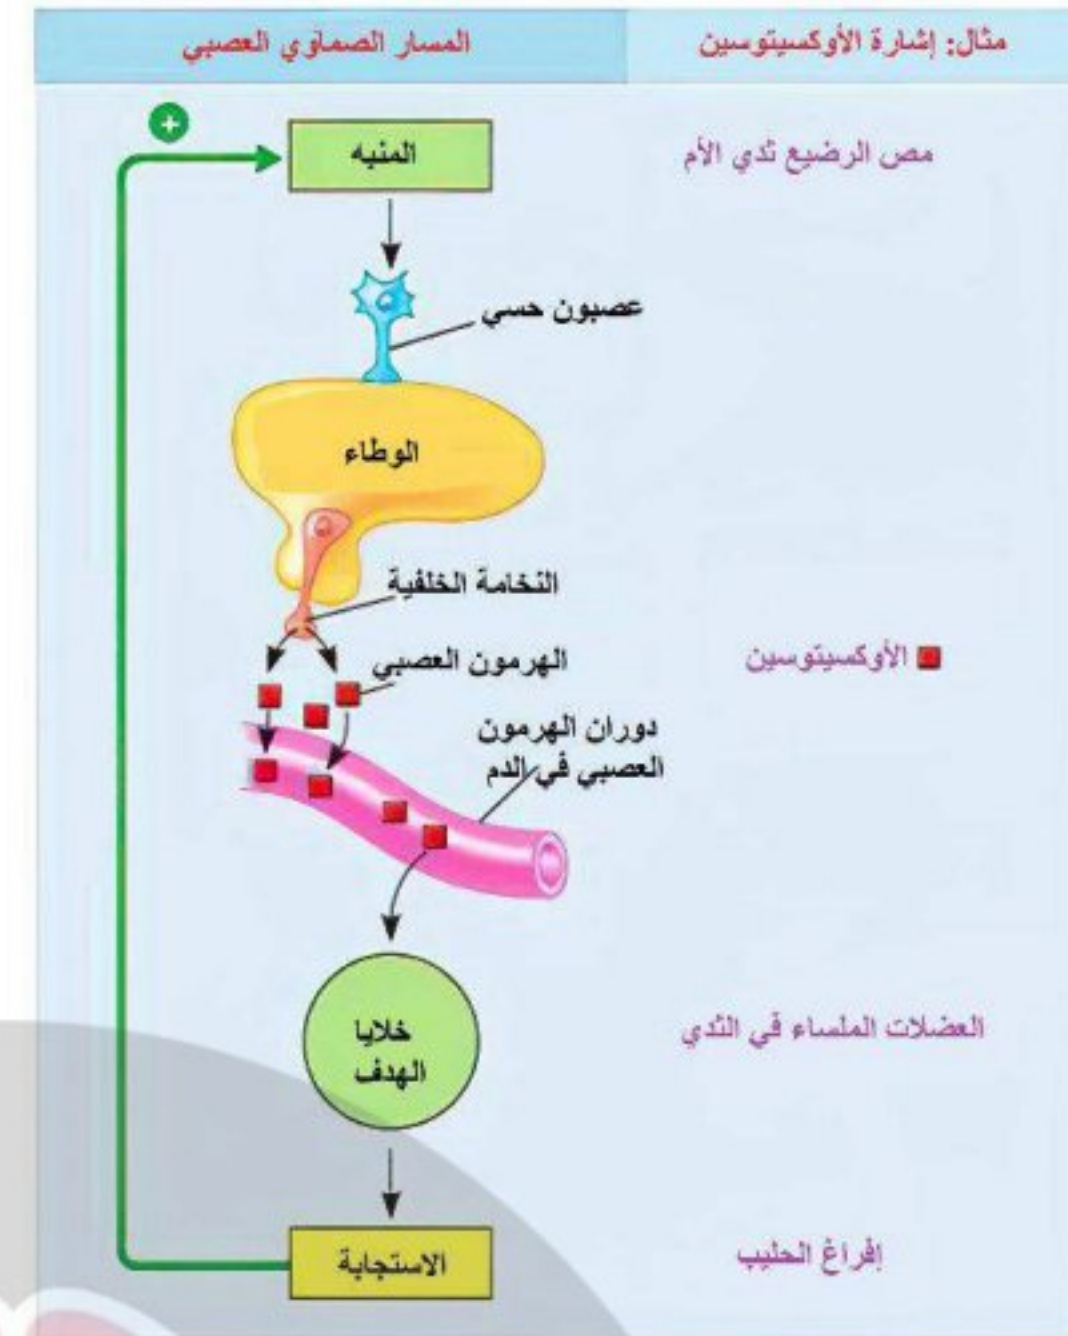 مثال: إشارة الأوكسيتوسين
المسار الصماوي العصبي
+
المنبه
مص الرضيع ثدي الأم
عصبون حسي
الوطاء
النخامة الخلفية
الهرمون العصبي
الأوكسيتوسين
دوران الهرمون
العصبي في الدم
خلايا
الهدف
العضلات الملساء في الثدي
الاستجابة
إفراغ الحليب